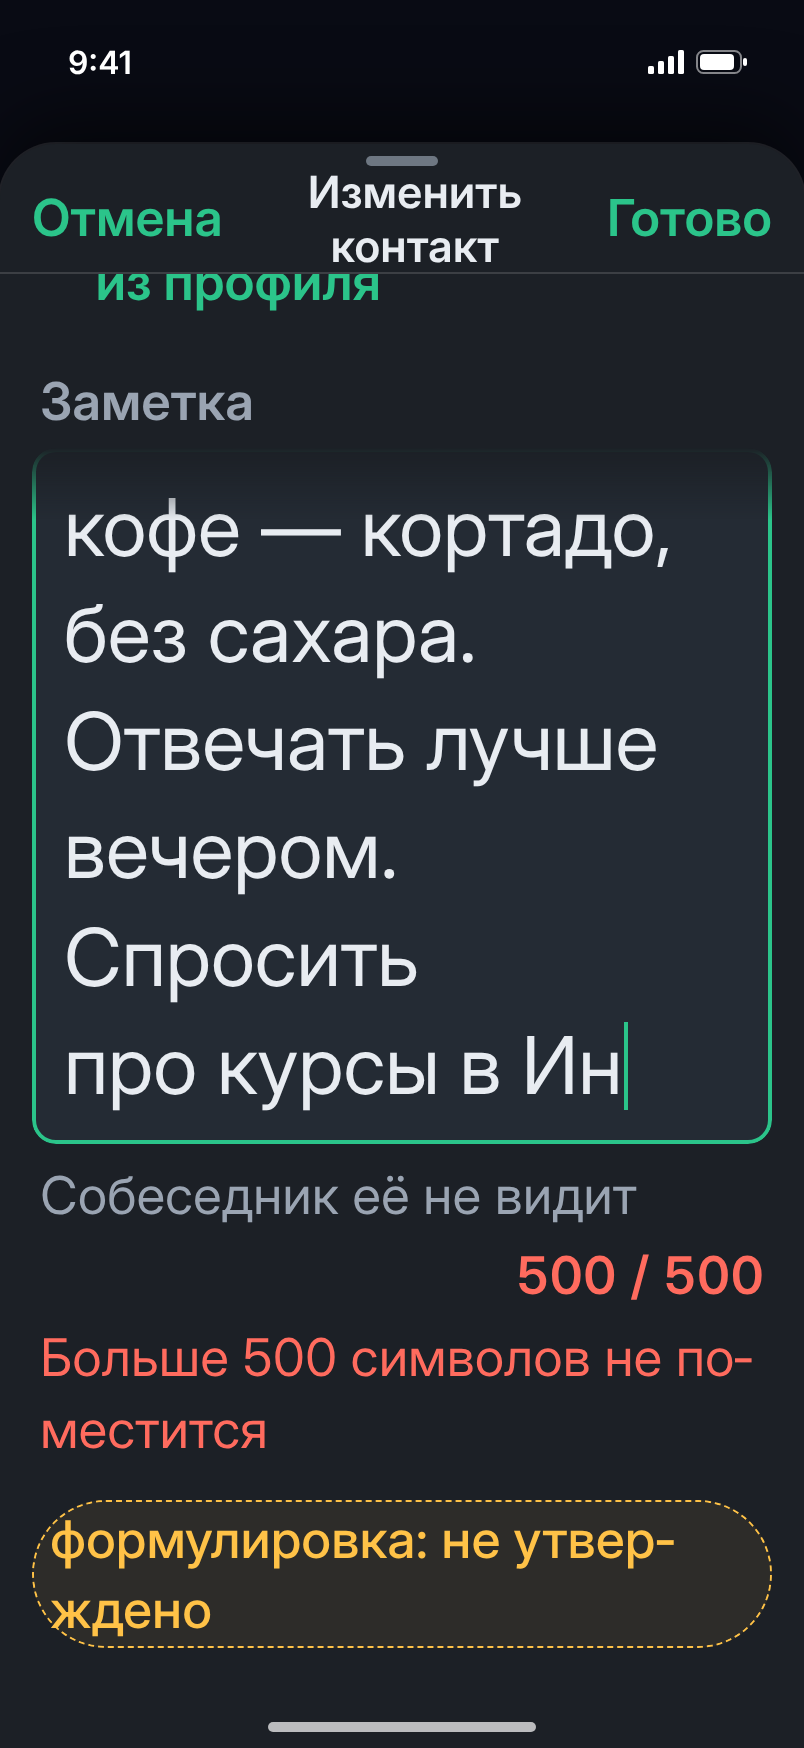 9:41
Отмена
Изменить
контакт
Готово
из профиля
Заметка
кофе — кортадо,
без сахара.
Отвечать лучше
вечером.
Спросить
про курсы в Ин
Собеседник её не видит
500 / 500
Больше 500 символов не по-
местится
формулировка: не утвер-
ждено